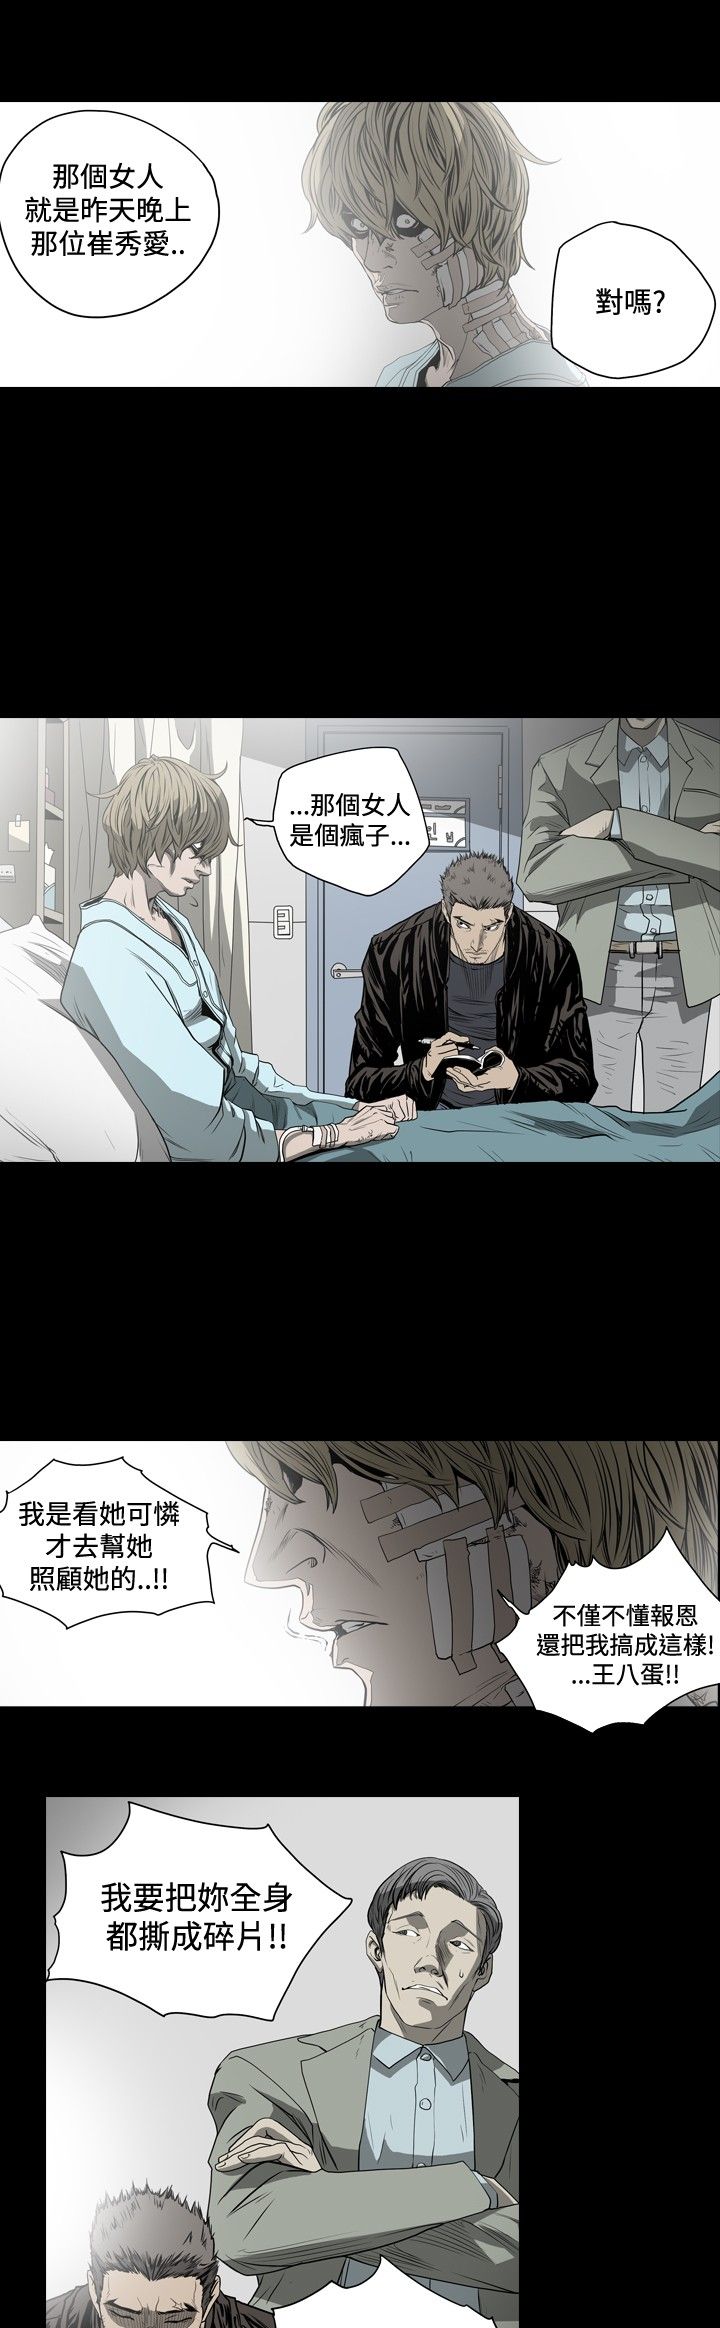 那個女人
就是昨天晚上
那位崔秀愛..
對嗎?
...那個女人
是個瘋子...
我是看她可憐
才去幫她
照顧她的..!!
不僅不懂報恩
還把我搞成這樣!
...王八蛋!!
我要把妳全身
都撕成碎片!!